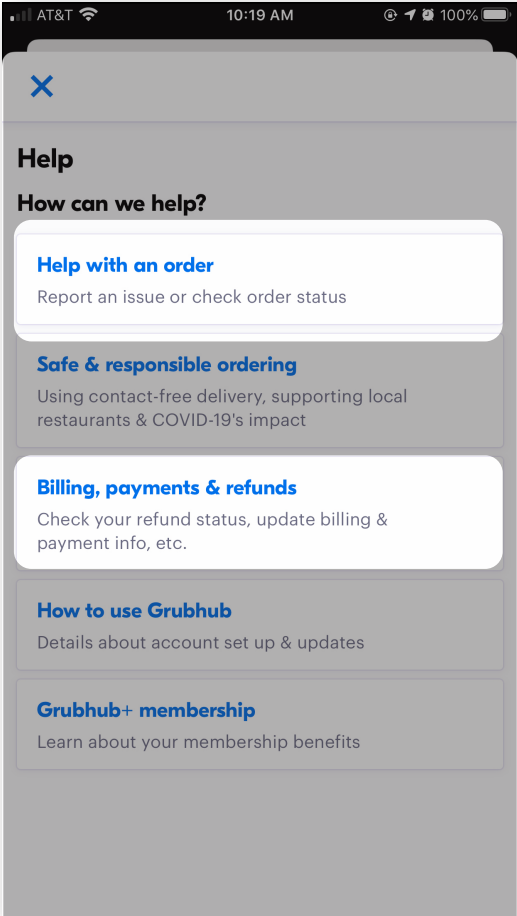 AT&T 10:19 AM 100%
Help
How can we help?
Help with an order
Report an issue or check order status
Safe & responsible ordering
Using contact-free delivery, supporting local
restaurants & COVID-19's impact
Billing, payments & refunds
Check your refund status, update billing &
payment info, etc.
How to use Grubhub
Details about account set up & updates
Grubhub+ membership
Learn about your membership benefits